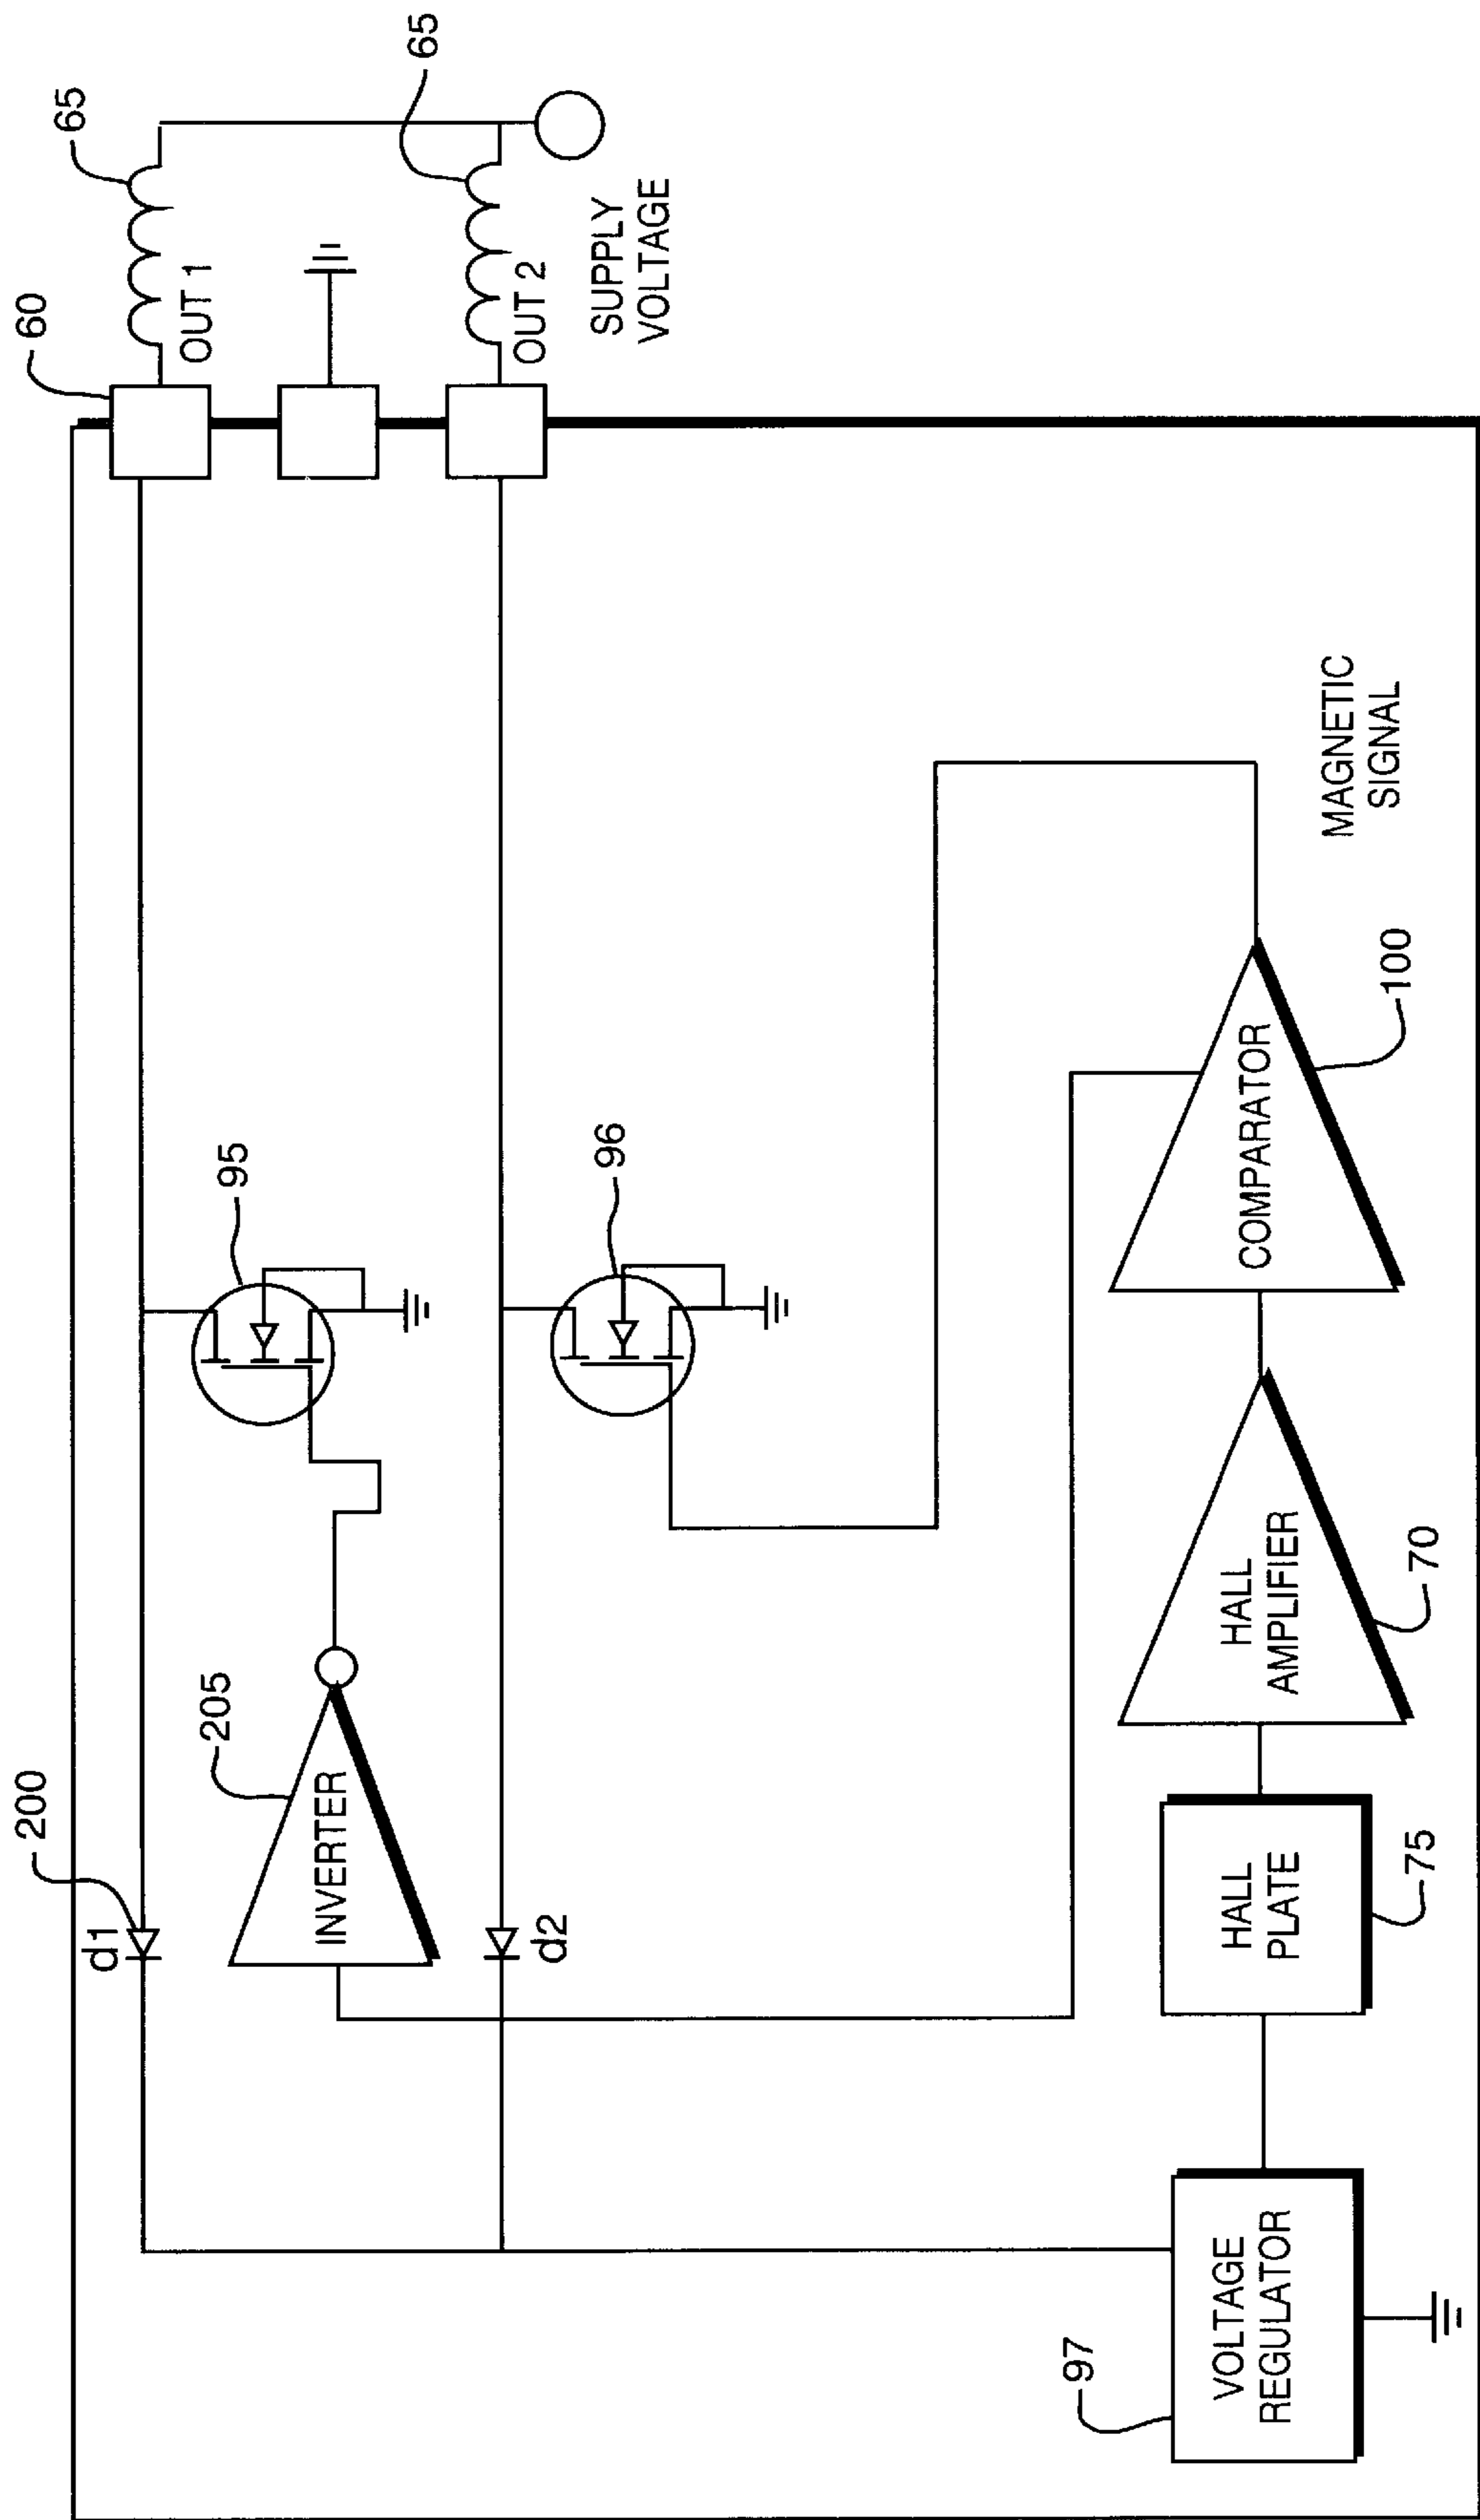 200
d1
205
INVERTER
d2
95
96
60
65
OUT 1
65
OUT 2
SUPPLY
VOLTAGE
97
VOLTAGE
REGULATOR
HALL
PLATE
75
HALL
AMPLIFIER
70
COMPARATOR
100
MAGNETIC
SIGNAL